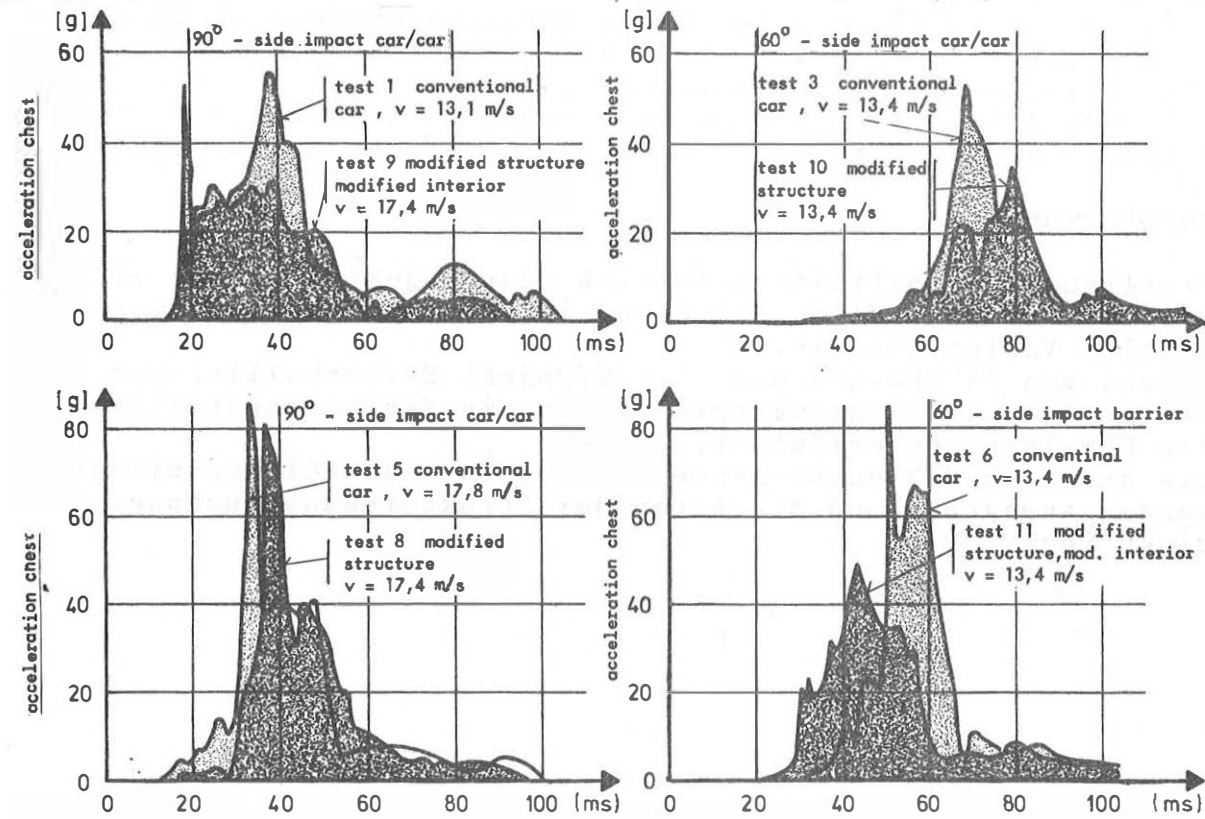 [g]
90° - side impact car/car
60
test 1 conventional
car , v = 13,1 m/s
40
test 9 modified structure
modified interior
v = 17,4 m/s
20
0
acceleration chest
0 20 40 60 80 100 (ms)
[g]
60° - side impact car/car
60
test 3 conventional
car , v = 13,4 m/s
40
test 10 modified
structure
v = 13,4 m/s
20
0
acceleration chest
0 20 40 60 80 100 (ms)
[g]
90° - side impact car/car
80
test 5 conventional
car , v = 17,8 m/s
60
test 8 modified
structure
v = 17,4 m/s
40
20
0
acceleration chest
0 20 40 60 80 100 (ms)
[g]
60° - side impact barrier
80
test 6 conventinal
car, v=13,4 m/s
60
test 11 modified
structure,mod. interior
v = 13,4 m/s
40
20
0
acceleration chest
0 20 40 60 80 100 (ms)